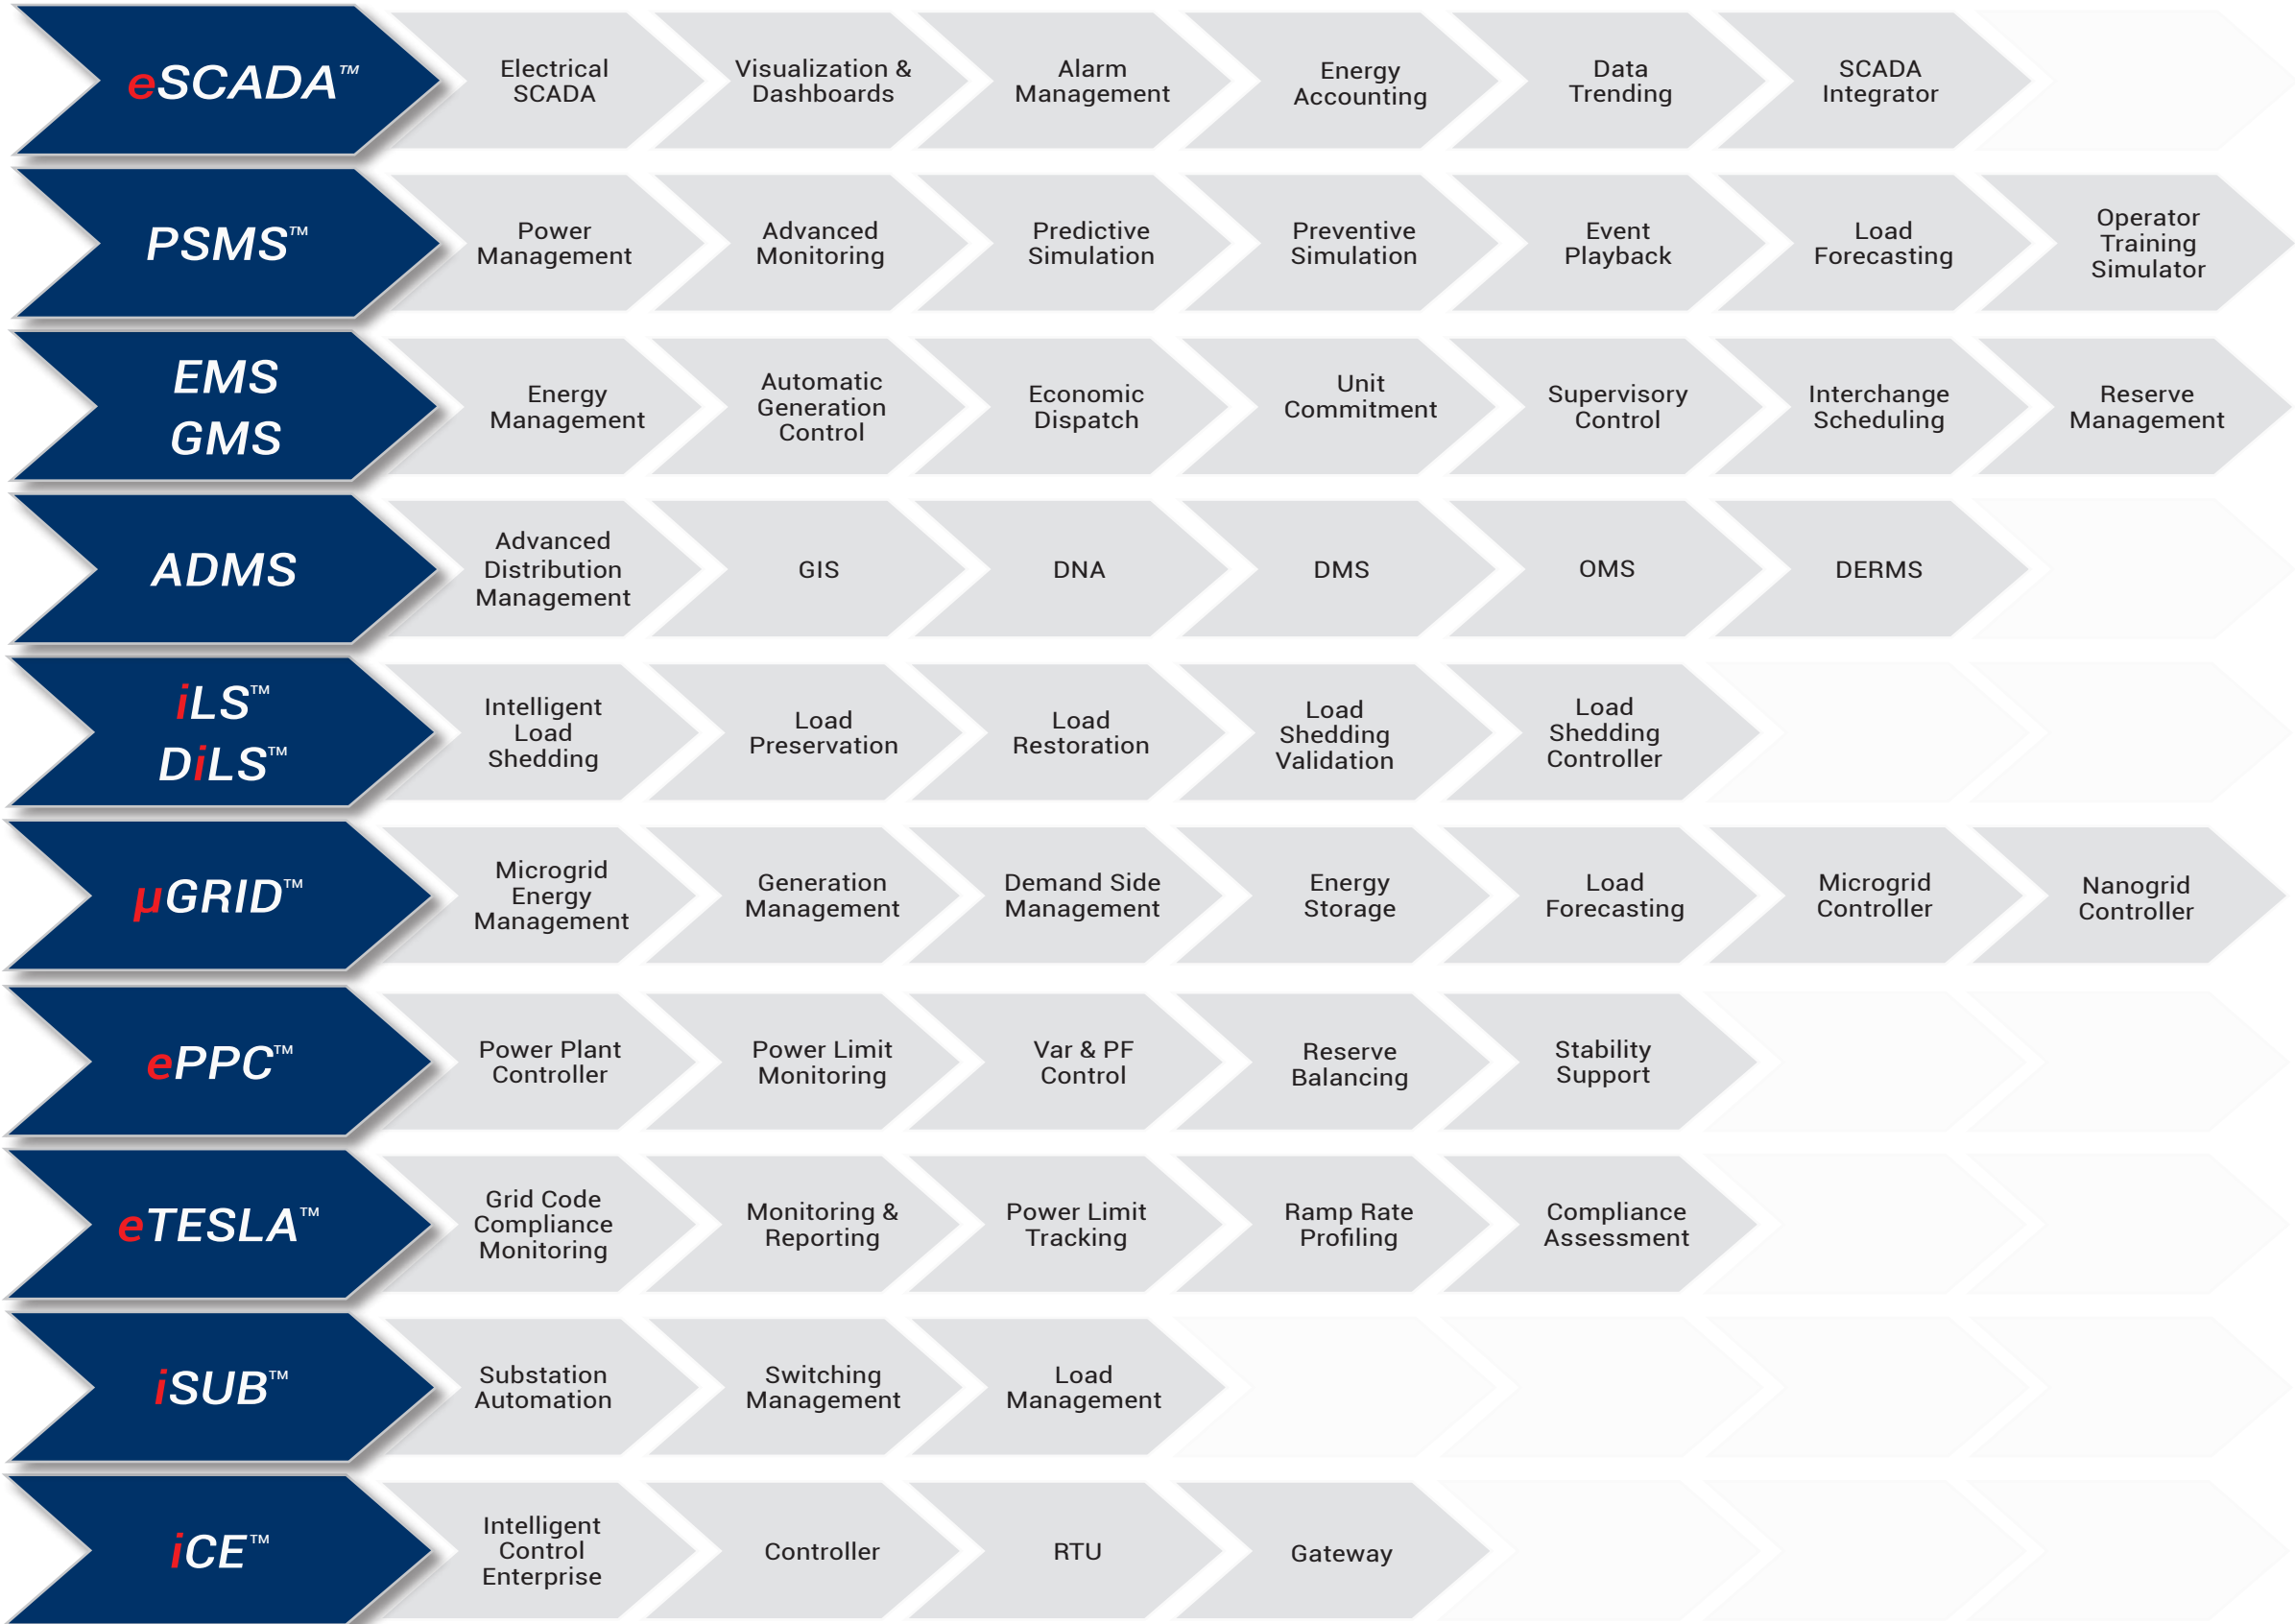 eSCADA™
Electrical
SCADA
Visualization &
Dashboards
Alarm
Management
Energy
Accounting
Data
Trending
SCADA
Integrator
PSMS™
Power
Management
Advanced
Monitoring
Predictive
Simulation
Preventive
Simulation
Event
Playback
Load
Forecasting
Operator
Training
Simulator
EMS
GMS
Energy
Management
Automatic
Generation
Control
Economic
Dispatch
Unit
Commitment
Supervisory
Control
Interchange
Scheduling
Reserve
Management
ADMS
Advanced
Distribution
Management
GIS
DNA
DMS
OMS
DERMS
iLS™
DiLS™
Intelligent
Load
Shedding
Load
Preservation
Load
Restoration
Load
Shedding
Validation
Load
Shedding
Controller
µGRID™
Microgrid
Energy
Management
Generation
Management
Demand Side
Management
Energy
Storage
Load
Forecasting
Microgrid
Controller
Nanogrid
Controller
ePPC™
Power Plant
Controller
Power Limit
Monitoring
Var & PF
Control
Reserve
Balancing
Stability
Support
eTESLA™
Grid Code
Compliance
Monitoring
Monitoring &
Reporting
Power Limit
Tracking
Ramp Rate
Profiling
Compliance
Assessment
iSUB™
Substation
Automation
Switching
Management
Load
Management
iCE™
Intelligent
Control
Enterprise
Controller
RTU
Gateway